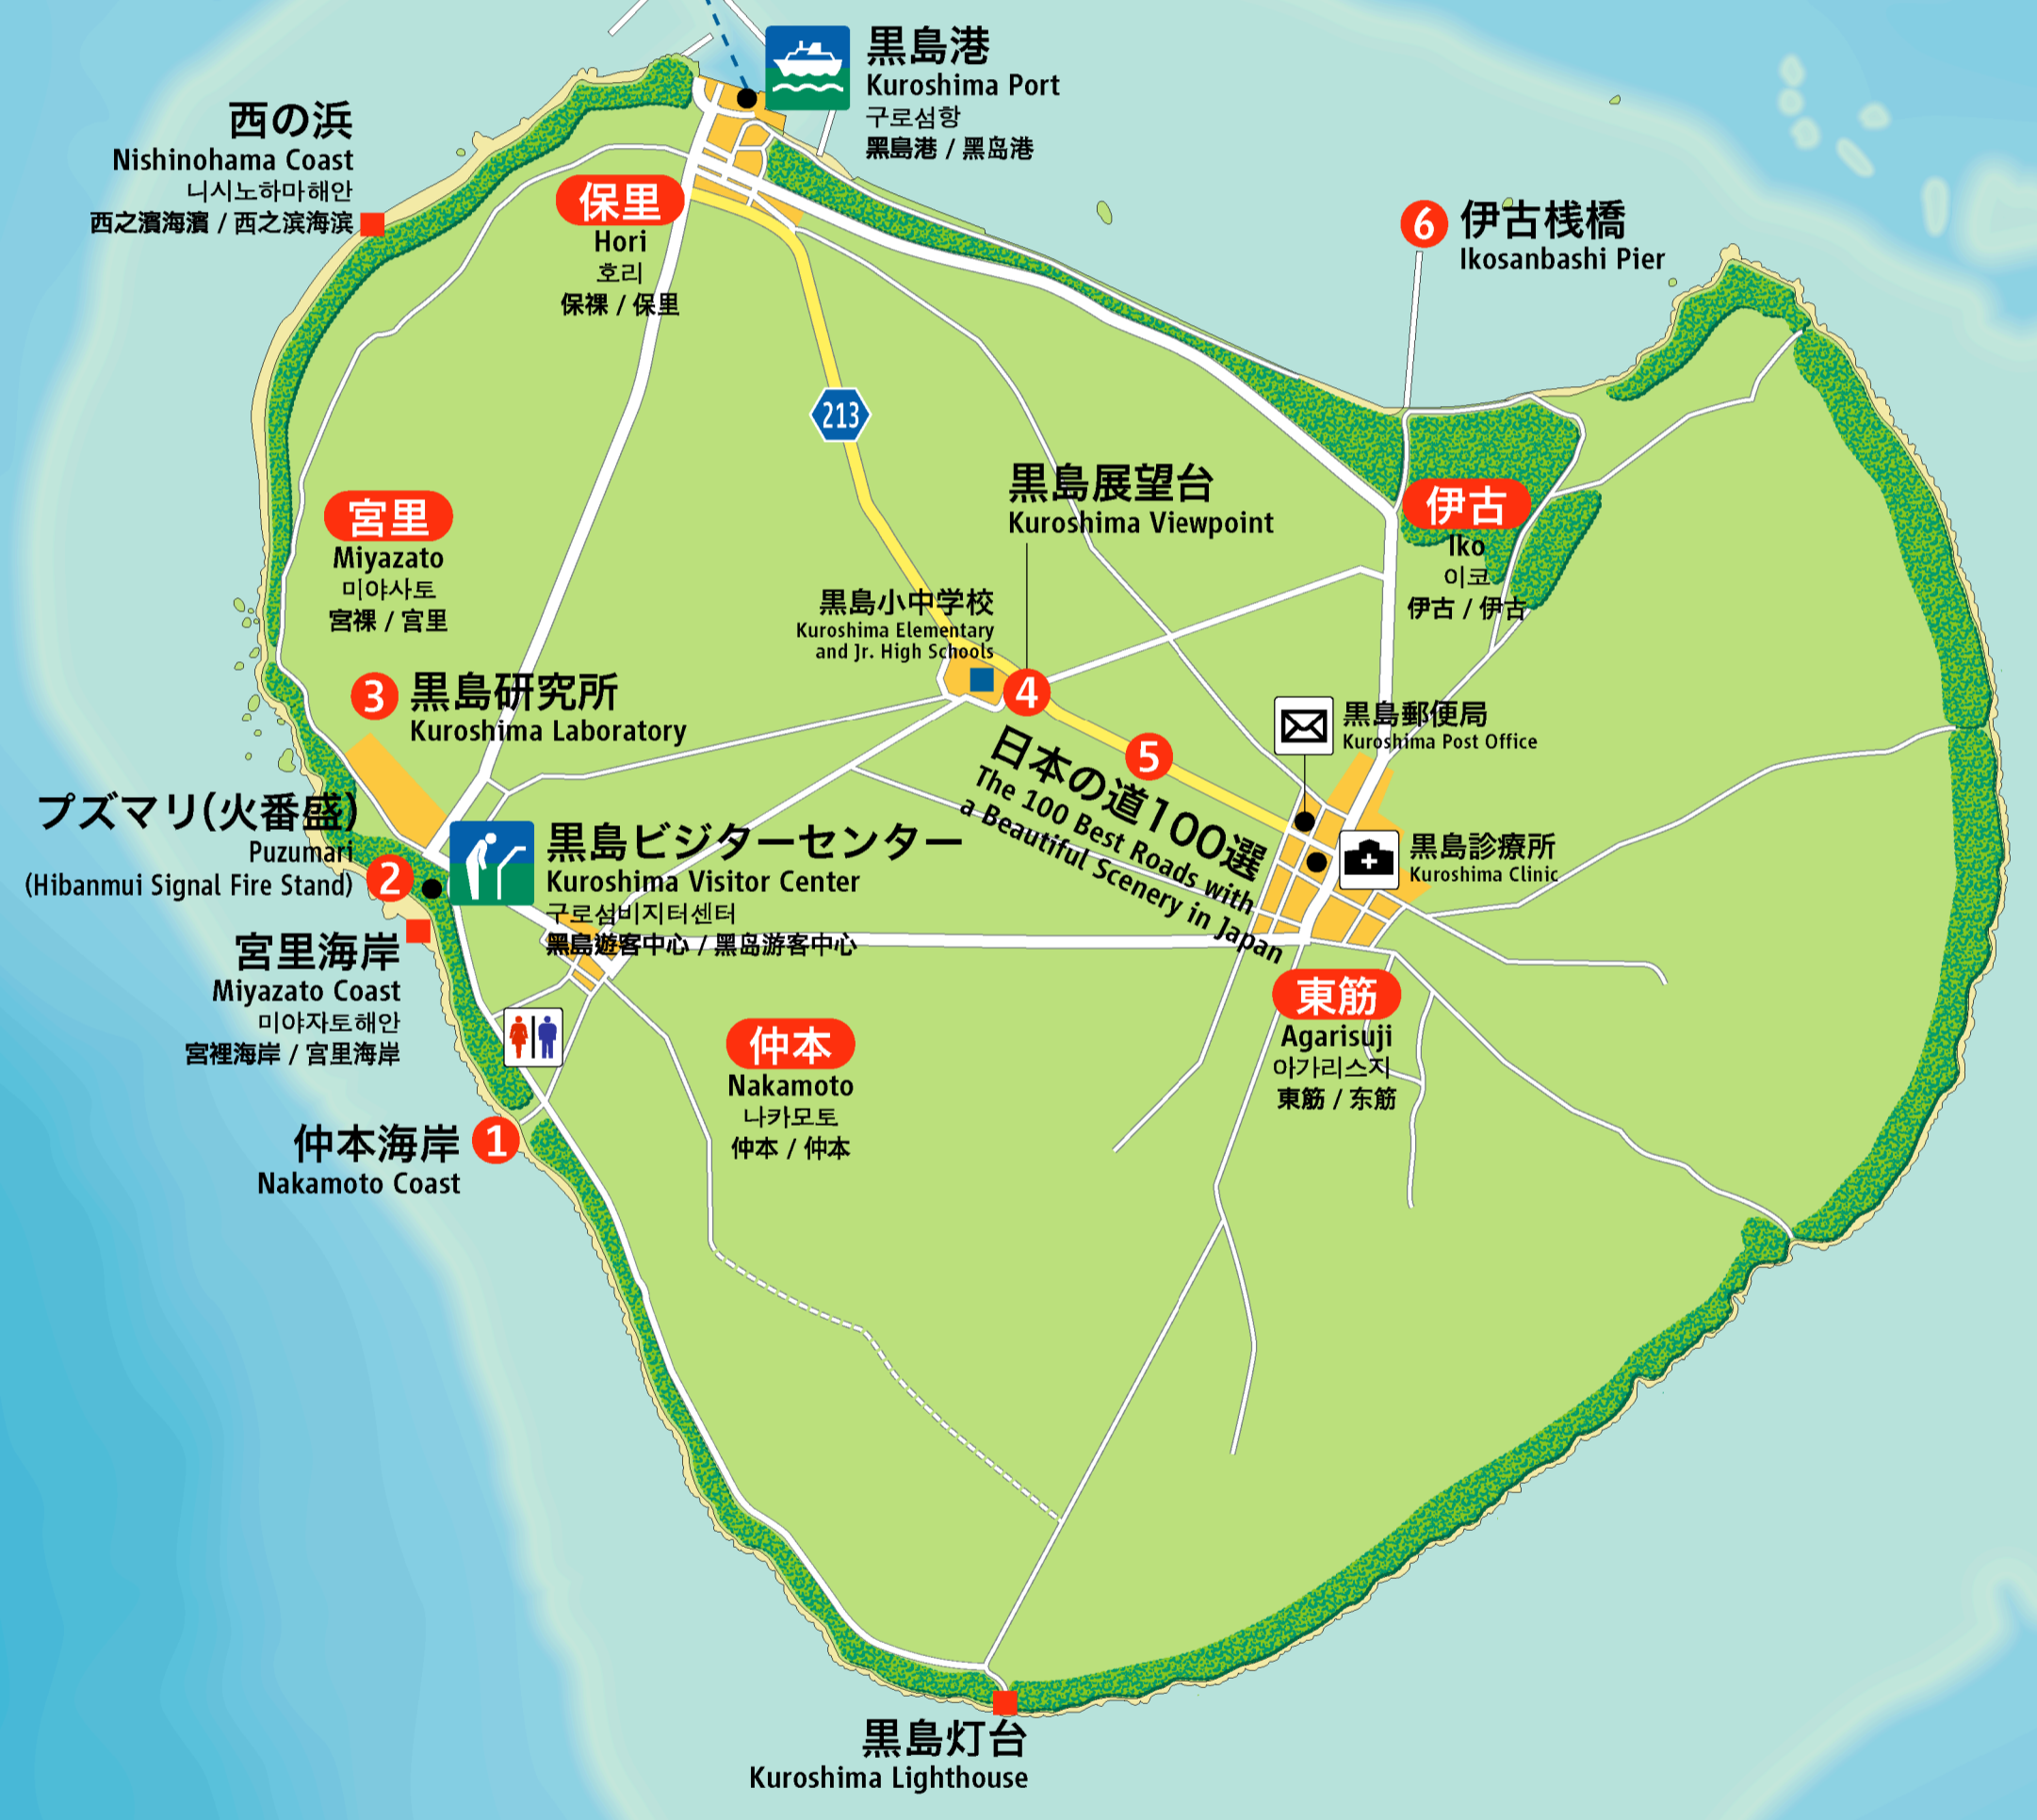 黒島港
Kuroshima Port
구로섬항
黑島港 / 黑岛港
西の浜
Nishinohama Coast
니시노하마해안
西之濱海濱 / 西之滨海滨
保里
Hori
호리
保裸 / 保里
6
伊古桟橋
Ikosanbashi Pier
213
黒島展望台
Kuroshima Viewpoint
伊古
Iko
이코
伊古 / 伊古
宮里
Miyazato
미야사토
宮裸 / 宫里
黒島小中学校
Kuroshima Elementary
and Jr. High Schools
4
3
黒島研究所
Kuroshima Laboratory
5
日本の道100選
The 100 Best Roads with
a Beautiful Scenery in Japan
黒島郵便局
Kuroshima Post Office
黒島診療所
Kuroshima Clinic
プズマリ(火番盛)
Puzumari
(Hibanmui Signal Fire Stand)
2
黒島ビジターセンター
Kuroshima Visitor Center
구로섬비지터센터
黑島遊客中心 / 黑岛游客中心
宮里海岸
Miyazato Coast
미야자토해안
宮裡海岸 / 宫里海岸
東筋
Agarisuji
아가리스지
東筋 / 东筋
仲本
Nakamoto
나카모토
仲本 / 仲本
仲本海岸
Nakamoto Coast
1
黒島灯台
Kuroshima Lighthouse